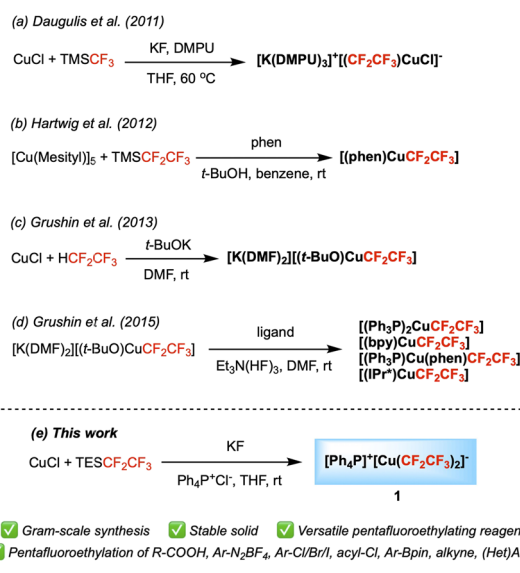 (a) Daugulis et al. (2011)
KF, DMPU
CuCl + TMSCF₃
[K(DMPU)₃]⁺[(CF₂CF₃)CuCl]⁻
THF, 60 ºC
(b) Hartwig et al. (2012)
phen
[Cu(Mesityl)]₅ + TMSCF₂CF₃
[(phen)CuCF₂CF₃]
t-BuOH, benzene, rt
(c) Grushin et al. (2013)
t-BuOK
CuCl + HCF₂CF₃
[K(DMF)₂][(t-BuO)CuCF₂CF₃]
DMF, rt
(d) Grushin et al. (2015)
[(Ph₃P)₂CuCF₂CF₃]
ligand
[(bpy)CuCF₂CF₃]
[K(DMF)₂][(t-BuO)CuCF₂CF₃]
[(Ph₃P)Cu(phen)CF₂CF₃]
Et₃N(HF)₃, DMF, rt
[(IPr*)CuCF₂CF₃]
(e) This work
KF
CuCl + TESCF₂CF₃
[Ph₄P]⁺[Cu(CF₂CF₃)₂]⁻
Ph₄P⁺Cl⁻, THF, rt
1
✅ Gram-scale synthesis ✅ Stable solid ✅ Versatile pentafluoroethylating reagen
Pentafluoroethylation of R-COOH, Ar-N₂BF₄, Ar-Cl/Br/I, acyl-Cl, Ar-Bpin, alkyne, (Het)A